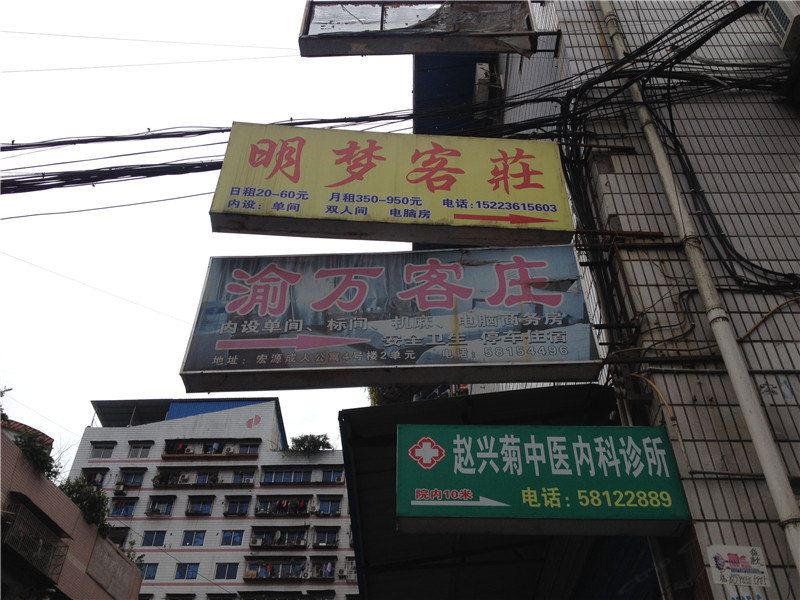 明梦客莊
日租20-60元 月租350-950元 电话:15223615603
内设:单间 双人间 电脑房
渝万客庄
内设单间、标间、机麻、电脑商务房
安全卫生 停车住宿
地址:宏源成人公寓4号楼2单元 电话:58154496
赵兴菊中医内科诊所
院内10米
电话:58122889